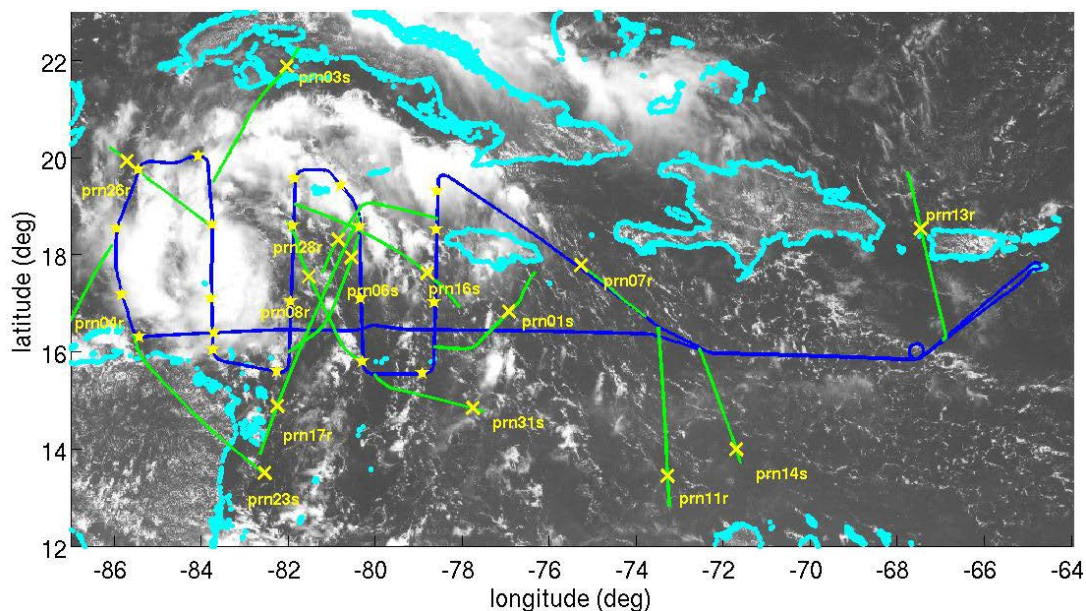 22
20
18
16
14
12
latitude (deg)
prn03s
prn26r
prn13r
prn28r
prn07r
prn06s
prn16s
prn04r
prn08r
prn01s
prn31s
prn17r
prn14s
prn23s
prn11r
-86
-84
-82
-80
-78
-76
-74
-72
-70
-68
-66
-64
longitude (deg)